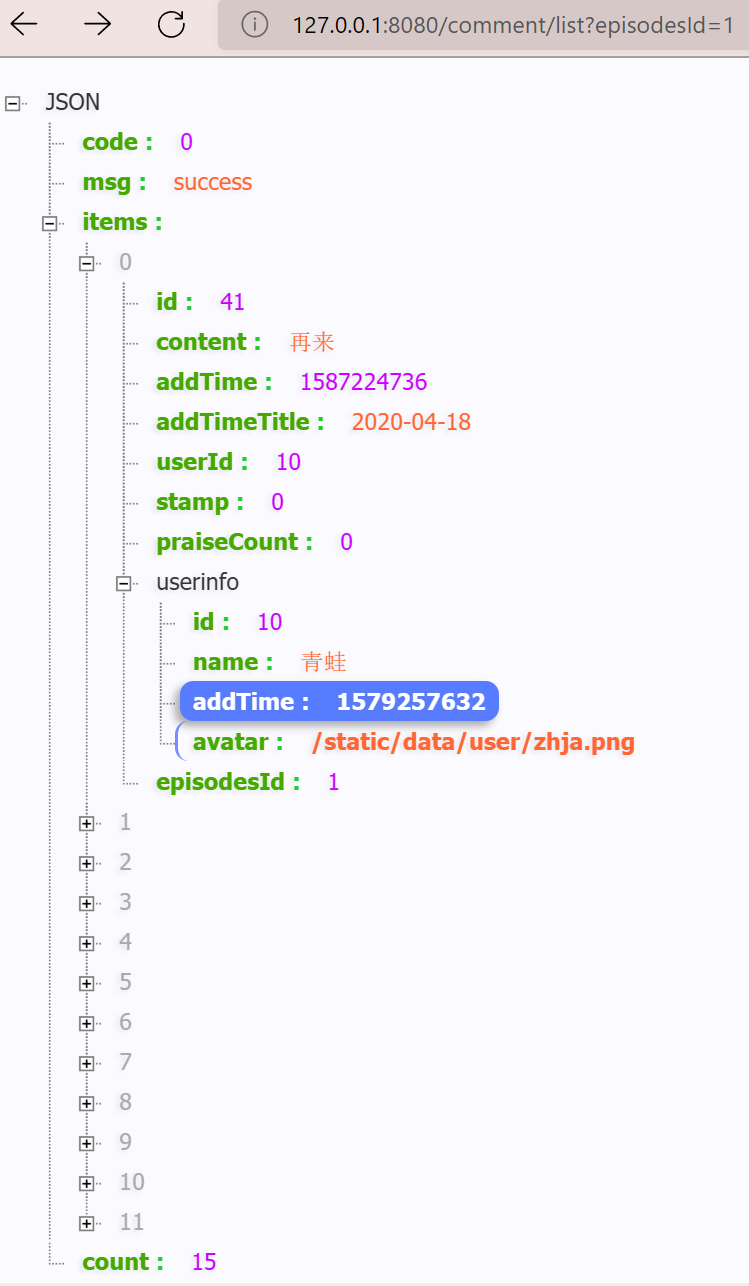 127.0.0.1:8080/comment/list?episodesId=1
JSON
code : 0
msg : success
items :
0
id : 41
content : 再来
addTime : 1587224736
addTimeTitle : 2020-04-18
userId : 10
stamp : 0
praiseCount : 0
userinfo
id : 10
name : 青蛙
addTime : 1579257632
avatar : /static/data/user/zhja.png
episodesId : 1
1
2
3
4
5
6
7
8
9
10
11
count : 15